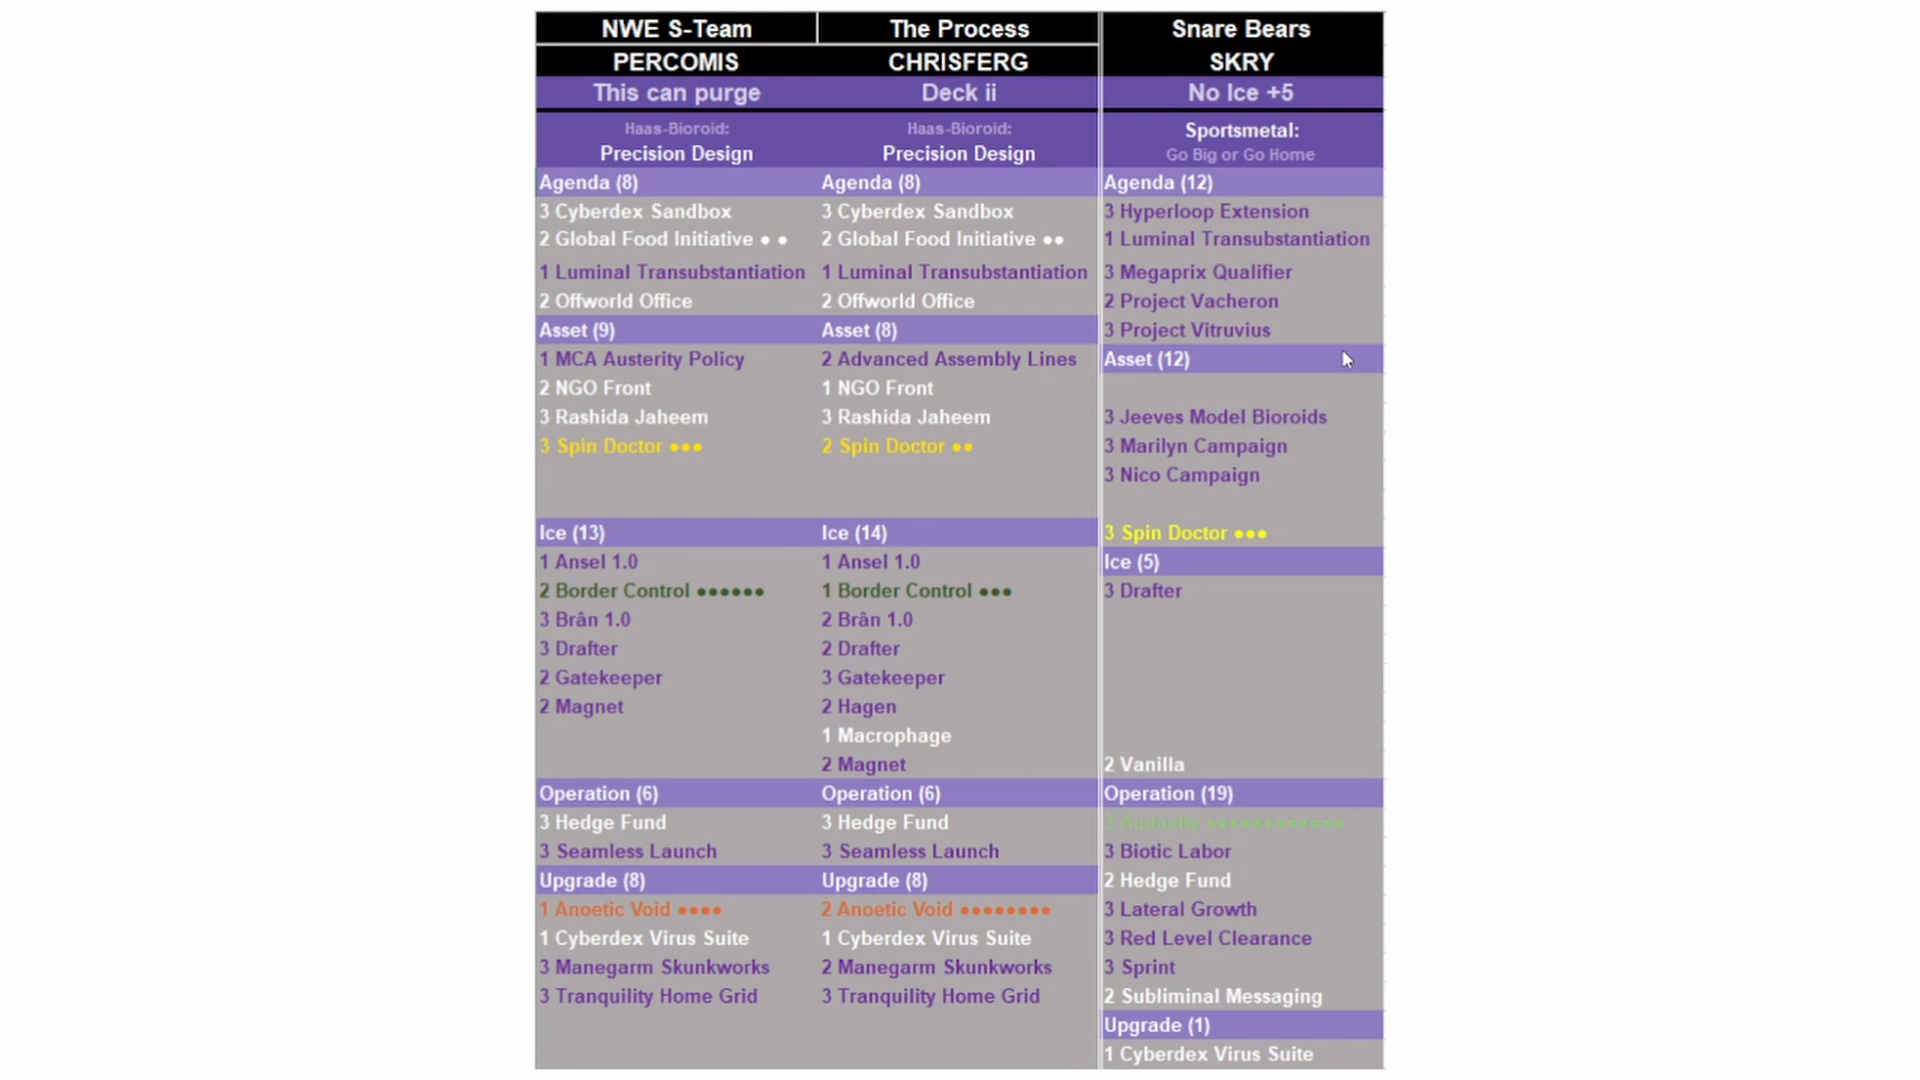 NWE S-Team
PERCOMIS
This can purge
Haas-Bioroid:
Precision Design
Agenda (8)
3 Cyberdex Sandbox
2 Global Food Initiative ● ●
1 Luminal Transubstantiation
2 Offworld Office
Asset (9)
1 MCA Austerity Policy
2 NGO Front
3 Rashida Jaheem
3 Spin Doctor ●●●
Ice (13)
1 Ansel 1.0
2 Border Control ●●●●●●
3 Brân 1.0
3 Drafter
2 Gatekeeper
2 Magnet
Operation (6)
3 Hedge Fund
3 Seamless Launch
Upgrade (8)
1 Anoetic Void ●●●●
1 Cyberdex Virus Suite
3 Manegarm Skunkworks
3 Tranquility Home Grid
The Process
CHRISFERG
Deck ii
Haas-Bioroid:
Precision Design
Agenda (8)
3 Cyberdex Sandbox
2 Global Food Initiative ●●
1 Luminal Transubstantiation
2 Offworld Office
Asset (8)
2 Advanced Assembly Lines
1 NGO Front
3 Rashida Jaheem
2 Spin Doctor ●●
Ice (14)
1 Ansel 1.0
1 Border Control ●●●
2 Brân 1.0
2 Drafter
3 Gatekeeper
2 Hagen
1 Macrophage
2 Magnet
Operation (6)
3 Hedge Fund
3 Seamless Launch
Upgrade (8)
2 Anoetic Void ●●●●●●●●
1 Cyberdex Virus Suite
2 Manegarm Skunkworks
3 Tranquility Home Grid
Snare Bears
SKRY
No Ice +5
Sportsmetal:
Go Big or Go Home
Agenda (12)
3 Hyperloop Extension
1 Luminal Transubstantiation
3 Megaprix Qualifier
2 Project Vacheron
3 Project Vitruvius
Asset (12)
3 Jeeves Model Bioroids
3 Marilyn Campaign
3 Nico Campaign
3 Spin Doctor ●●●
Ice (5)
3 Drafter
2 Vanilla
Operation (19)
3 Audacity ●●●●●●●●●●●●
3 Biotic Labor
2 Hedge Fund
3 Lateral Growth
3 Red Level Clearance
3 Sprint
2 Subliminal Messaging
Upgrade (1)
1 Cyberdex Virus Suite